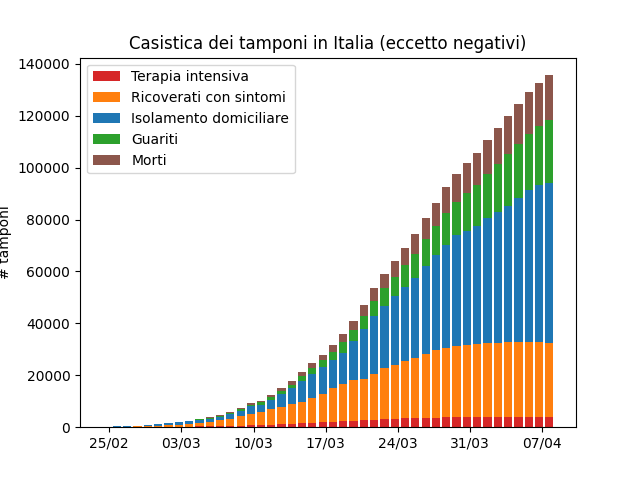 Casistica dei tamponi in Italia (eccetto negativi)
140000
120000
100000
80000
60000
40000
20000
0
# tamponi
Terapia intensiva
Ricoverati con sintomi
Isolamento domiciliare
Guariti
Morti
25/02 03/03 10/03 17/03 24/03 31/03 07/04